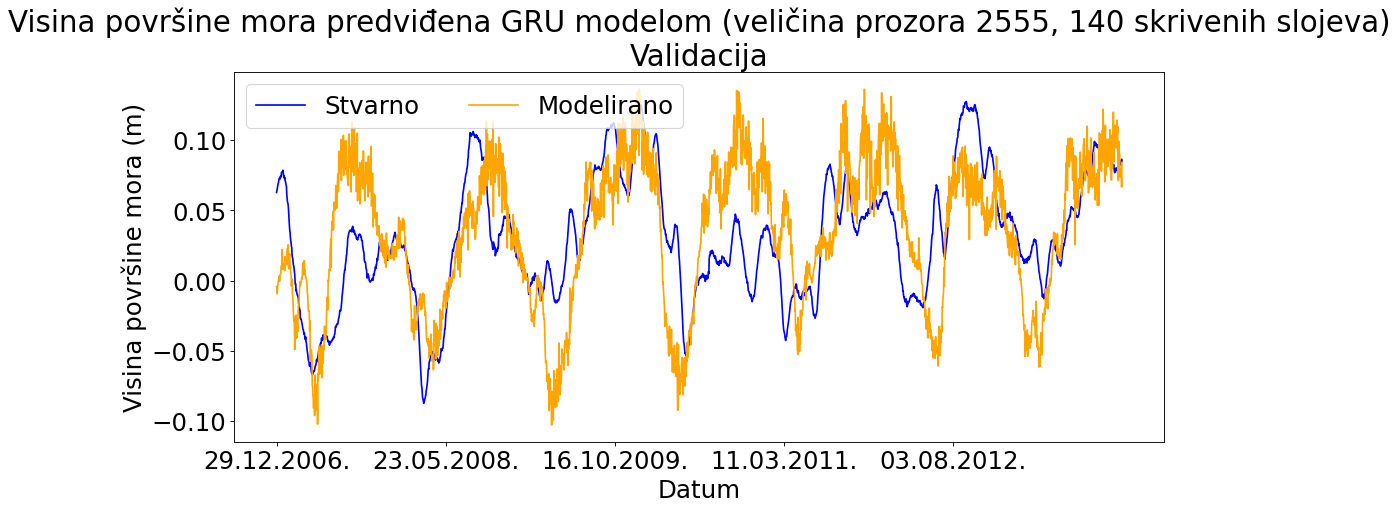 Visina površine mora predviđena GRU modelom (veličina prozora 2555, 140 skrivenih slojeva)
Validacija
Stvarno Modelirano
Visina površine mora (m)
0.10
0.05
0.00
−0.05
−0.10
29.12.2006. 23.05.2008. 16.10.2009. 11.03.2011. 03.08.2012.
Datum